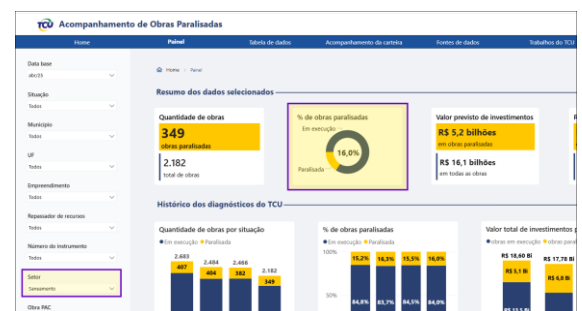 TCU Acompanhamento de Obras Paralisadas
Home Painel Tabela de dados Acompanhamento da carteira Fontes de dados Trabalhos do TCU
Data base
abr/23
Situação
Todos
Município
Todos
UF
Todos
Empreendimento
Todos
Repassador de recursos
Todos
Número do instrumento
Todos
Setor
Saneamento
Obra PAC
Home > Painel
Resumo dos dados selecionados
Quantidade de obras
349
obras paralisadas
2.182
total de obras
% de obras paralisadas
Em execução
16,0%
Paralisada
Valor previsto de investimentos
R$ 5,2 bilhões
em obras paralisadas
R$ 16,1 bilhões
em todas as obras
Histórico dos diagnósticos do TCU
Quantidade de obras por situação
Em execução Paralisada
2.683 2.484 2.466 2.182
407 404 382 349
% de obras paralisadas
Em execução Paralisada
100%
15,2% 16,3% 15,5% 16,0%
50%
84,8% 83,7% 84,5% 84,0%
Valor total de investimentos
obras em execução obras
R$ 18,60 Bi R$ 17,78 Bi
R$ 5,1 Bi R$ 6,0 Bi
R$ 13,5 Bi